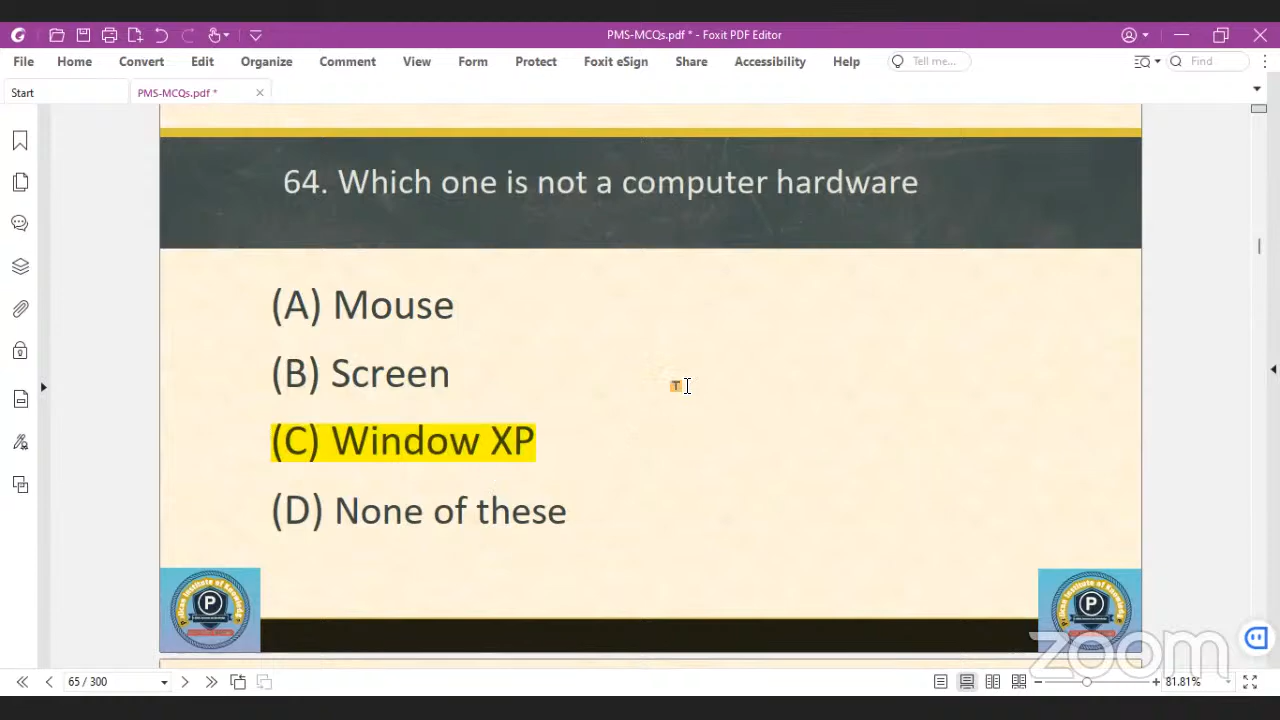 PMS-MCQs.pdf * - Foxit PDF Editor
File Home Convert Edit Organize Comment View Form Protect Foxit eSign Share Accessibility Help Tell me... Find
Start PMS-MCQs.pdf *
64. Which one is not a computer hardware
(A) Mouse
(B) Screen
(C) Window XP
(D) None of these
P
P
zoom
65 / 300 81.81%